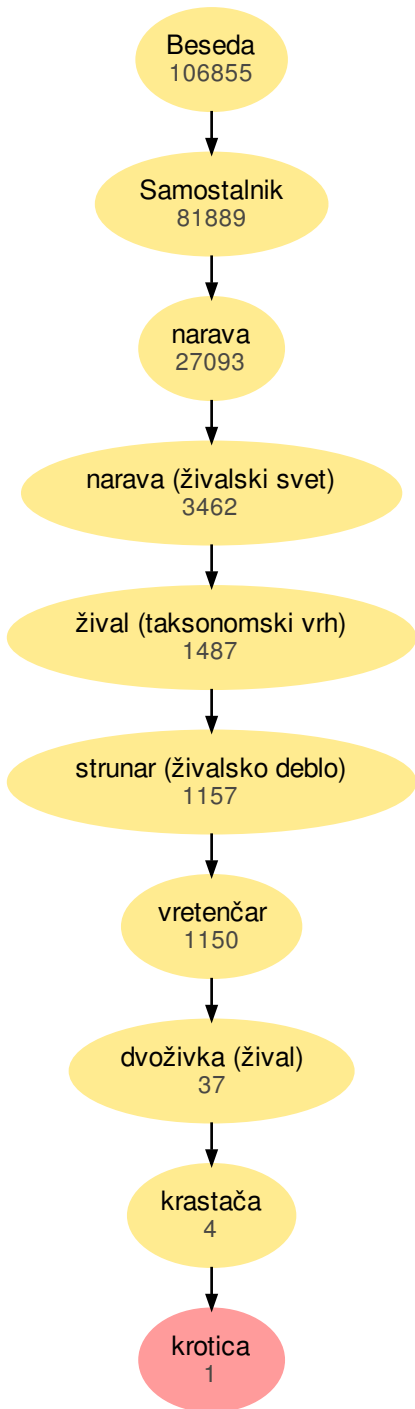 Beseda
106855
Samostalnik
81889
narava
27093
narava (živalski svet)
3462
žival (taksonomski vrh)
1487
strunar (živalsko deblo)
1157
vretenčar
1150
dvoživka (žival)
37
krastača
4
krotica
1